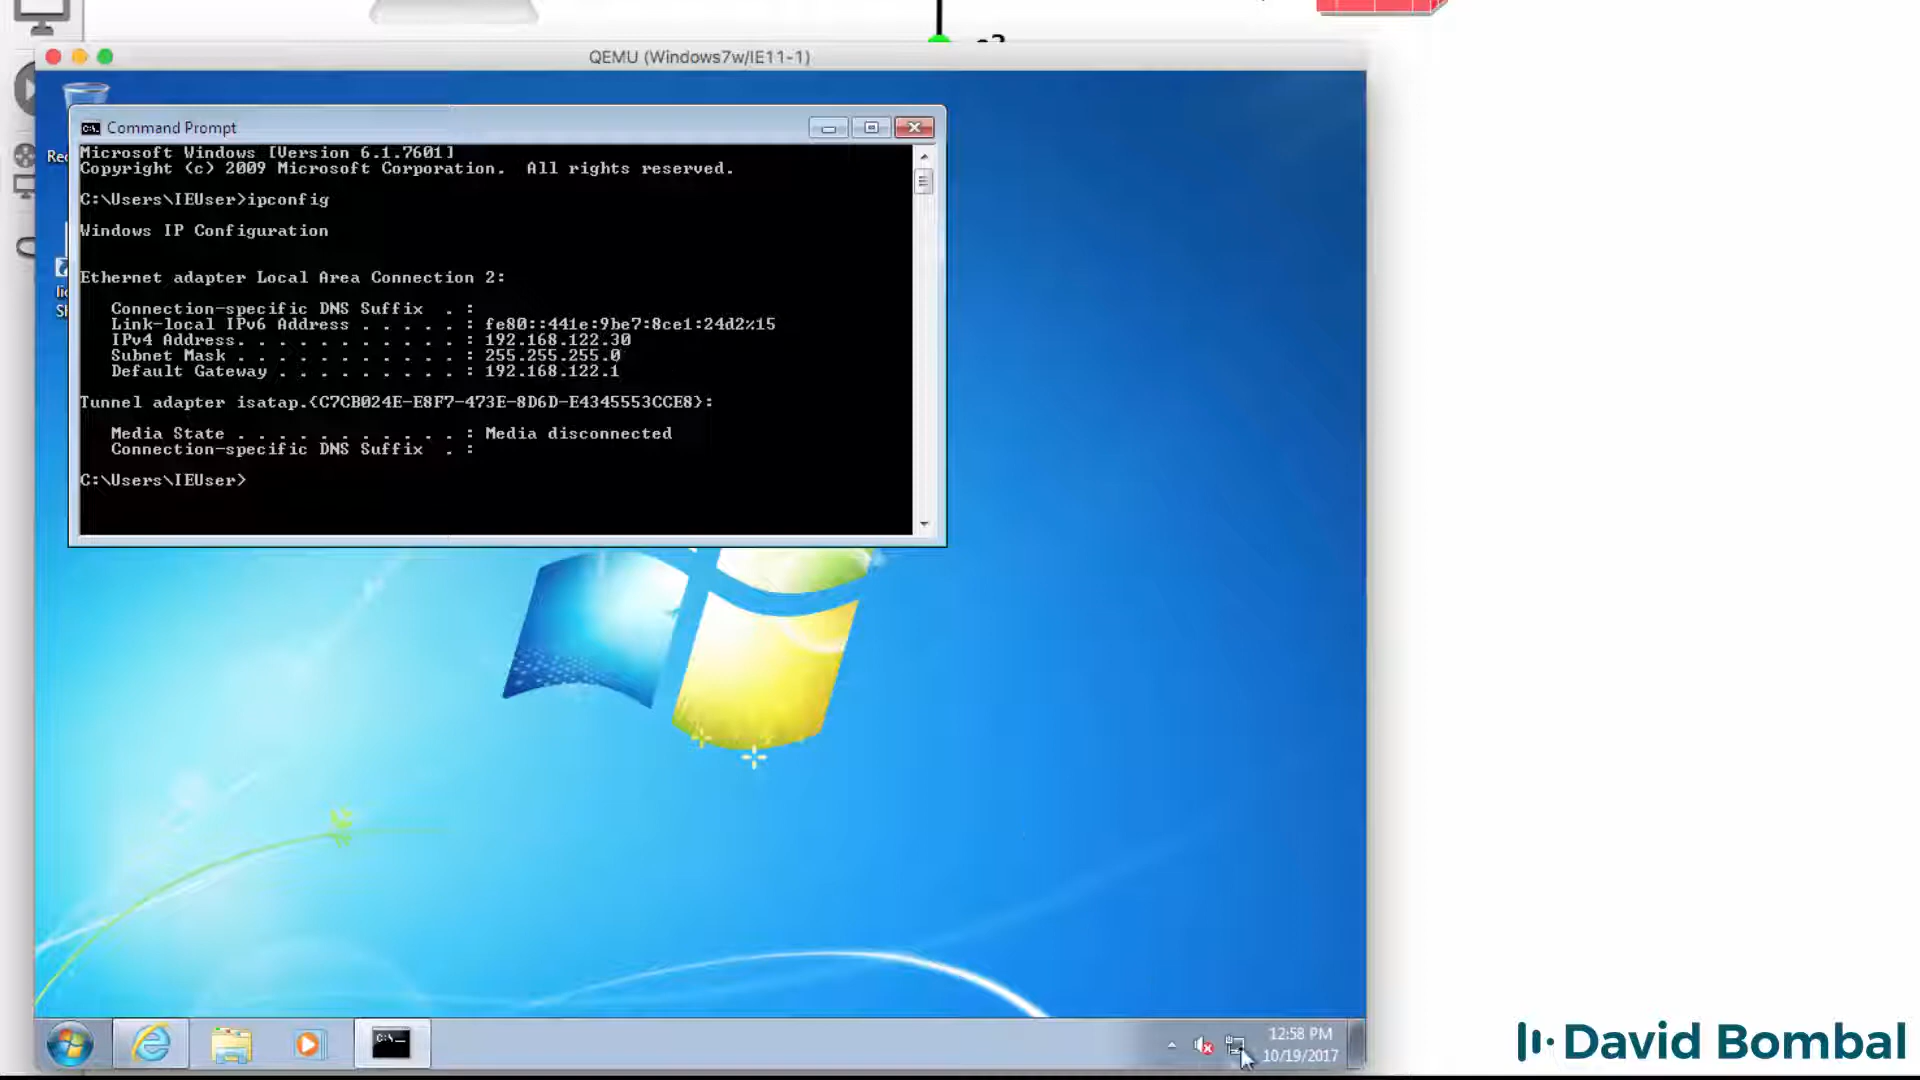 QEMU (Windows7w/IE11-1)
Command Prompt
Microsoft Windows [Version 6.1.7601]
Copyright (c) 2009 Microsoft Corporation.  All rights reserved.
C:\Users\IEUser>ipconfig
Windows IP Configuration
Ethernet adapter Local Area Connection 2:
Connection-specific DNS Suffix  . :
Link-local IPv6 Address . . . . . : fe80::441e:9be7:8ce1:24d2%15
IPv4 Address. . . . . . . . . . . : 192.168.122.30
Subnet Mask . . . . . . . . . . . : 255.255.255.0
Default Gateway . . . . . . . . . : 192.168.122.1
Tunnel adapter isatap.{C7CB024E-E8F7-473E-8D6D-E4345553CCE8}:
Media State . . . . . . . . . . . : Media disconnected
Connection-specific DNS Suffix  . :
C:\Users\IEUser>
12:58 PM
10/19/2017
David Bombal